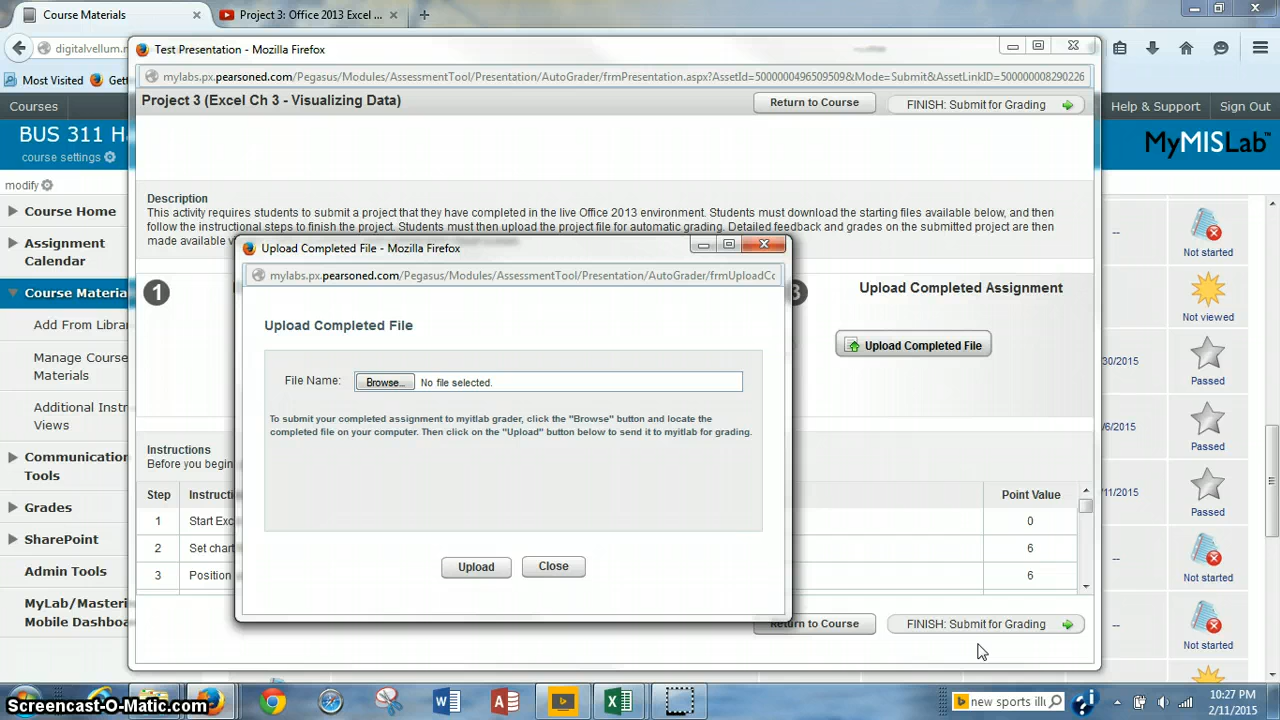 Course Materials
Project 3: Office 2013 Excel ...
digitalvellum.n
Test Presentation - Mozilla Firefox
mylabs.px.pearsoned.com/Pegasus/Modules/AssessmentTool/Presentation/AutoGrader/frmPresentation.aspx?AssetId=5000000496350009&Mode=Submit&AssetLinkID=500000008290226
Most Visited
Gett
Courses
Help & Support
Sign Out
Project 3 (Excel Ch 3 - Visualizing Data)
Return to Course
FINISH: Submit for Grading
BUS 311 H
course settings
MyMISLab
modify
Course Home
Assignment
Calendar
Course Materia
Add From Librar
Manage Course
Materials
Additional Instr
Views
Communication
Tools
Grades
SharePoint
Admin Tools
MyLab/Masterin
Mobile Dashboa
Description
This activity requires students to submit a project that they have completed in the live Office 2013 environment. Students must download the starting files available below, and then
follow the instructional steps to finish the project. Students must then upload the project file for automatic grading. Detailed feedback and grades on the submitted project are then
made available v
1
3
Upload Completed Assignment
Upload Completed File
Upload Completed File - Mozilla Firefox
mylabs.px.pearsoned.com/Pegasus/Modules/AssessmentTool/Presentation/AutoGrader/frmUploadCo
Upload Completed File
File Name:
Browse...
No file selected.
To submit your completed assignment to myitlab grader, click the "Browse" button and locate the
completed file on your computer. Then click on the "Upload" button below to send it to myitlab for grading.
Upload
Close
Instructions
Before you begin
Step
Instructi
Point Value
1
Start Exc
0
2
Set chart
6
3
Position
6
Return to Course
FINISH: Submit for Grading
Not started
Not viewed
30/2015
Passed
/6/2015
Passed
/11/2015
Passed
--
Not started
--
Not started
Screencast-O-Matic.com
new sports illu
10:27 PM
2/11/2015